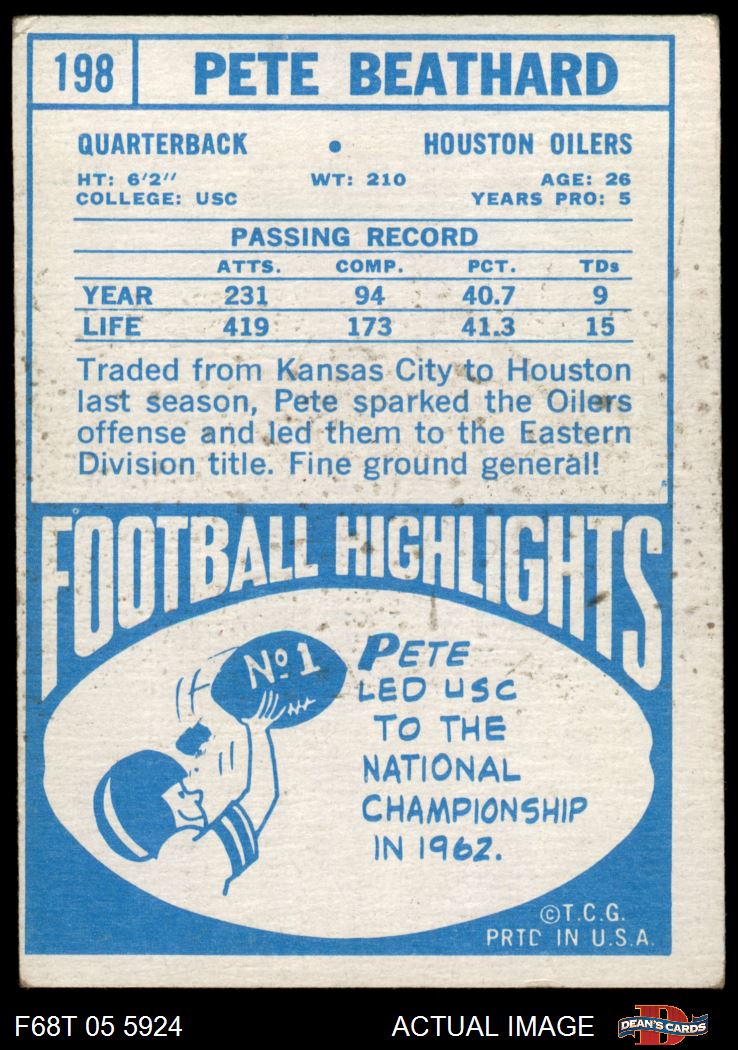 198 PETE BEATHARD
QUARTERBACK • HOUSTON OILERS
HT: 6'2" WT: 210 AGE: 26
COLLEGE: USC YEARS PRO: 5
PASSING RECORD
ATTS. COMP. PCT. TDs
YEAR 231 94 40.7 9
LIFE 419 173 41.3 15
Traded from Kansas City to Houston
last season, Pete sparked the Oilers
offense and led them to the Eastern
Division title. Fine ground general!
FOOTBALL HIGHLIGHTS
No 1
PETE
LED USC
TO THE
NATIONAL
CHAMPIONSHIP
IN 1962.
©T.C.G.
PRTD IN U.S.A.
F68T 05 5924 ACTUAL IMAGE D DEAN'S CARDS